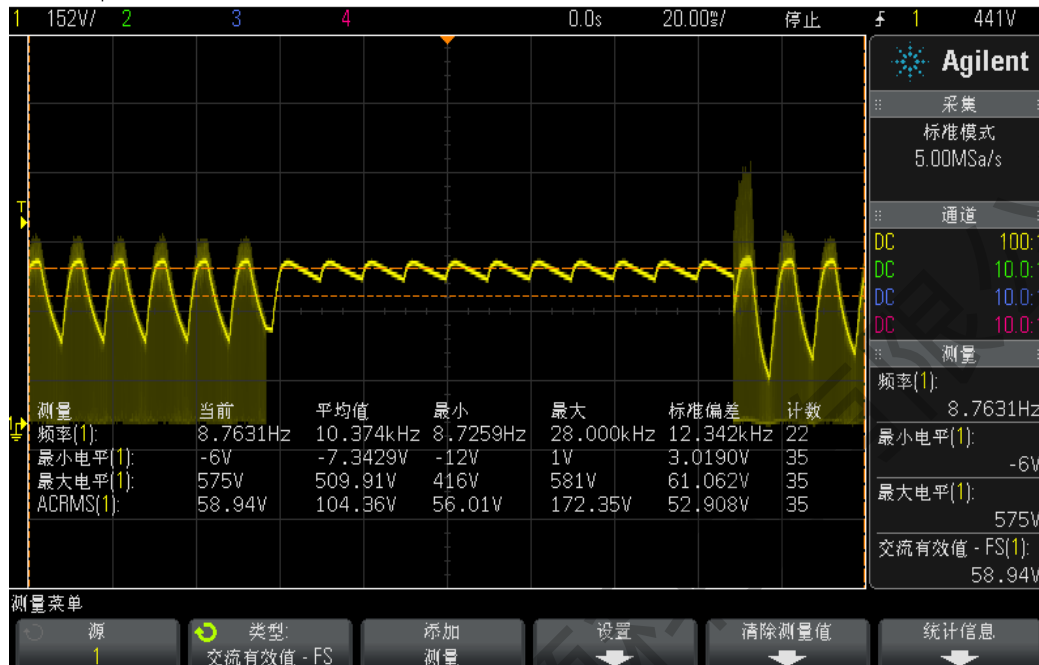 1 152V/ 2 3 4 0.0s 20.00ms/ 停止 1 441V
Agilent
采集
标准模式
5.00MSa/s
通道
DC 100:
DC 10.0:
DC 10.0:
DC 10.0:
测量
频率(1):
8.7631Hz
最小电平(1):
-6V
最大电平(1):
575V
交流有效值 - FS(1):
58.94V
T
1
测量 当前 平均值 最小 最大 标准偏差 计数
频率(1): 8.7631Hz 10.374kHz 8.7259Hz 28.000kHz 12.342kHz 22
最小电平(1): -6V -7.3429V -12V 1V 3.0190V 35
最大电平(1): 575V 509.91V 416V 581V 61.062V 35
ACRMS(1): 58.94V 104.36V 56.01V 172.35V 52.908V 35
测量菜单
源 类型: 添加 设置 清除测量值 统计信息
1 交流有效值 - FS 测量